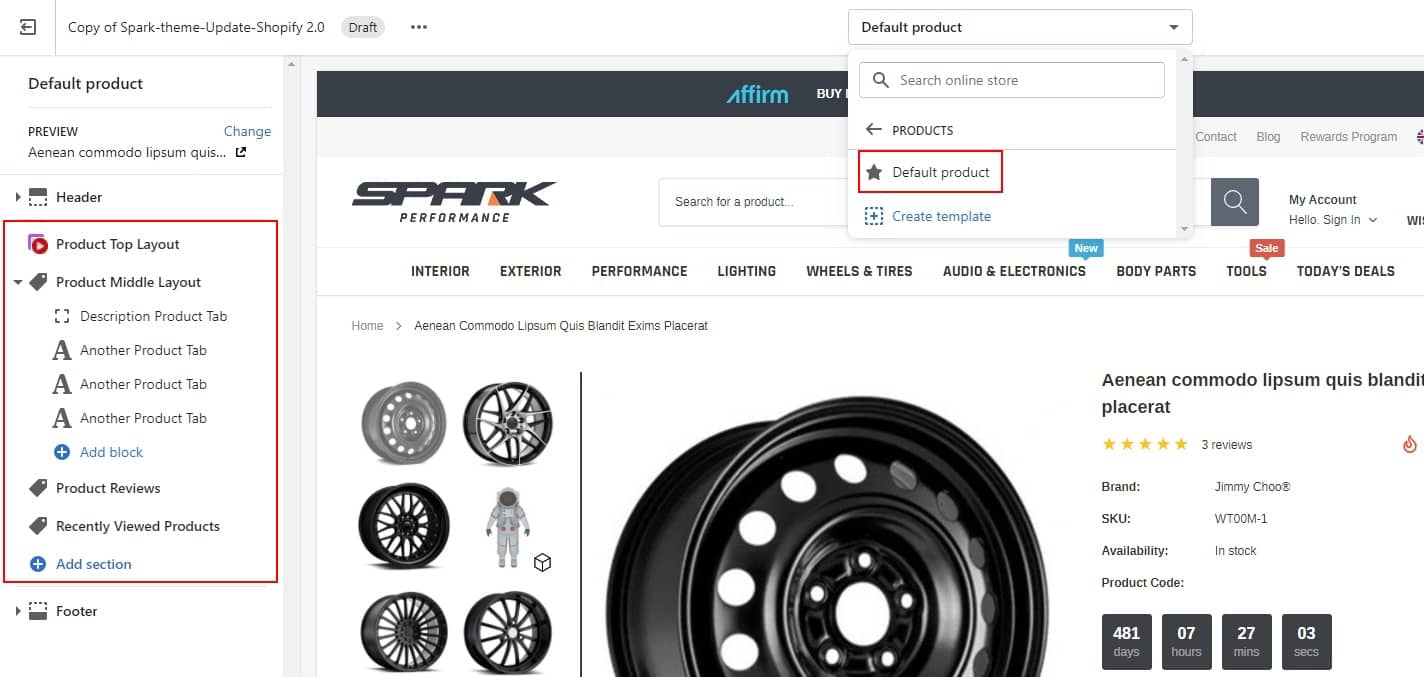 Copy of Spark-theme-Update-Shopify 2.0 Draft
Default product
Default product
PREVIEW Change
Aenean commodo lipsum quis...
Header
Product Top Layout
Product Middle Layout
Description Product Tab
Another Product Tab
Another Product Tab
Another Product Tab
Add block
Product Reviews
Recently Viewed Products
Add section
Footer
Search online store
PRODUCTS
Default product
Create template
affirm BUY
Contact Blog Rewards Program
SPARK
PERFORMANCE
Search for a product...
My Account
Hello. Sign In
New Sale
INTERIOR EXTERIOR PERFORMANCE LIGHTING WHEELS & TIRES AUDIO & ELECTRONICS BODY PARTS TOOLS TODAY'S DEALS
Home Aenean Commodo Lipsum Quis Blandit Exims Placerat
Aenean commodo lipsum quis blandit
placerat
3 reviews
Brand: Jimmy Choo®
SKU: WT00M-1
Availability: In stock
Product Code:
481 07 27 03
days hours mins secs